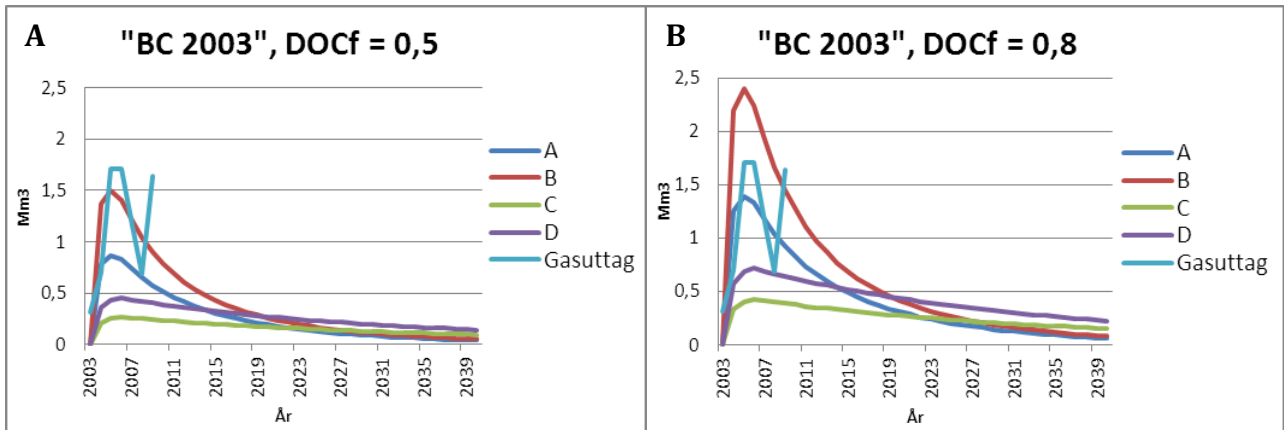 A
"BC 2003", DOCf = 0,5
2,5
2
1,5
1
0,5
0
Mm3
2003
2007
2011
2015
2019
2023
2027
2031
2035
2039
År
A
B
C
D
Gasuttag
B
"BC 2003", DOCf = 0,8
2,5
2
1,5
1
0,5
0
Mm3
2003
2007
2011
2015
2019
2023
2027
2031
2035
2039
År
A
B
C
D
Gasuttag